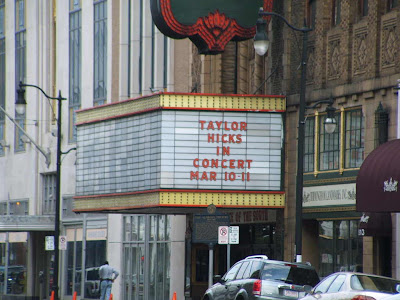 TAYLOR
HICKS
IN
CONCERT
MAR 10-11